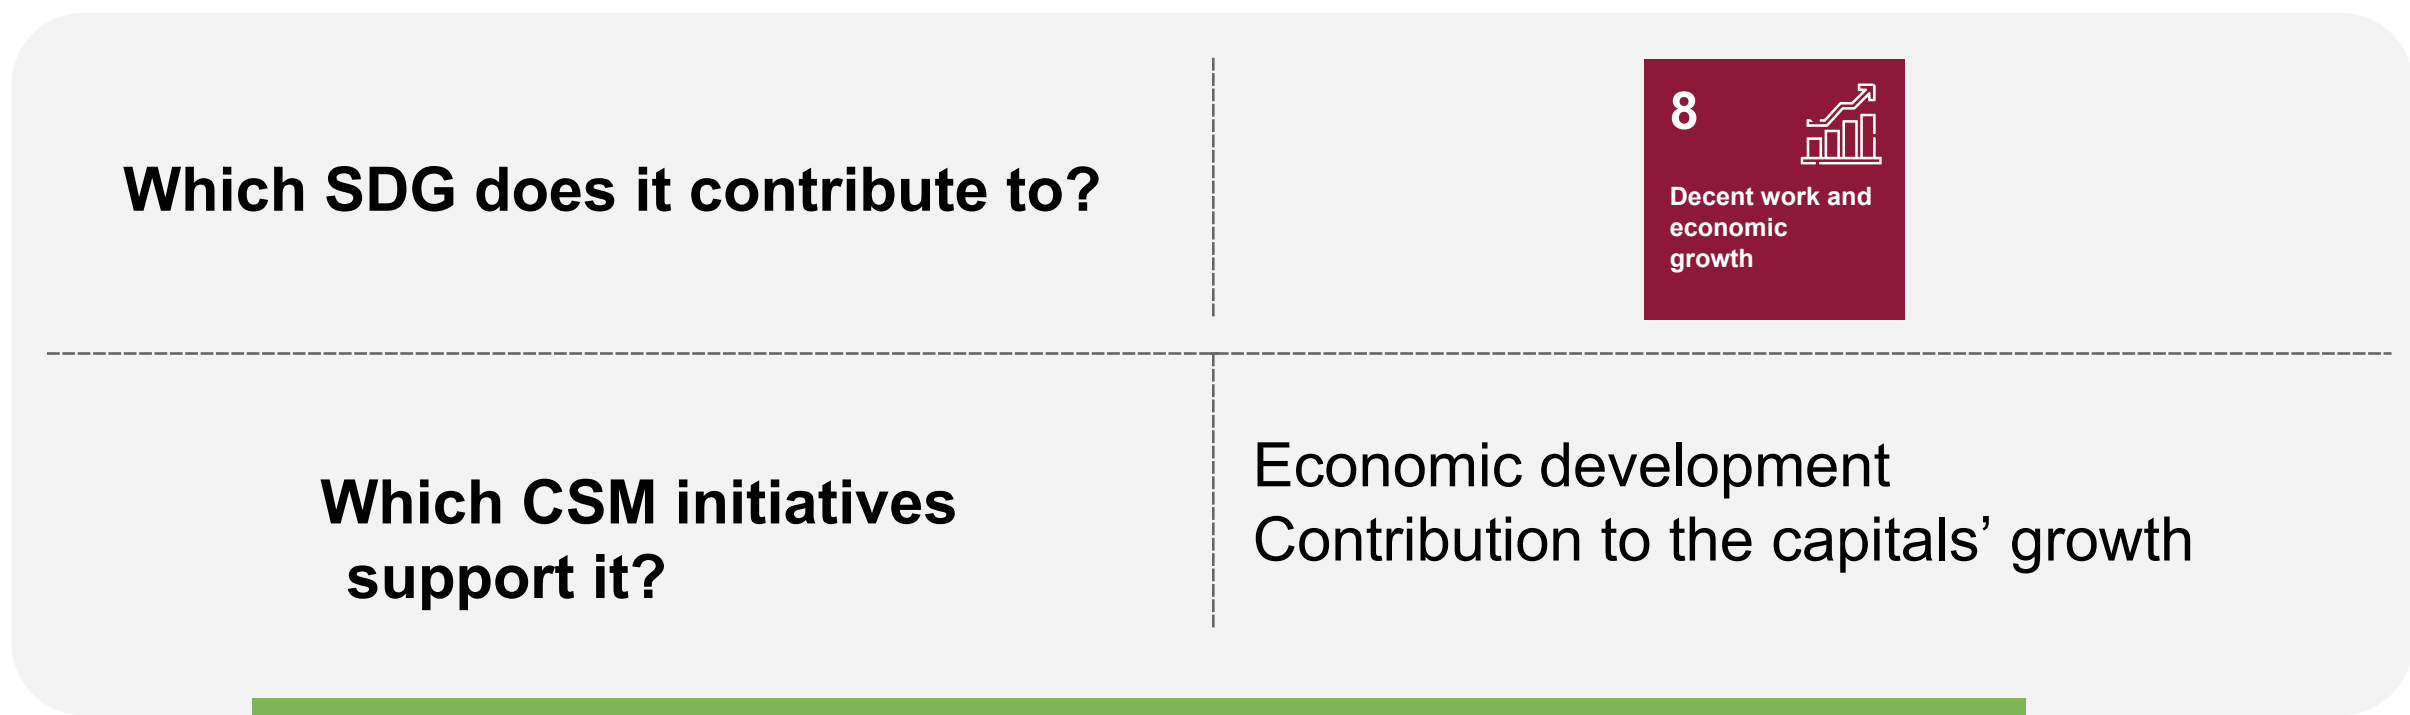 Which SDG does it contribute to?
8
Decent work and
economic
growth
Which CSM initiatives
support it?
Economic development
Contribution to the capitals’ growth